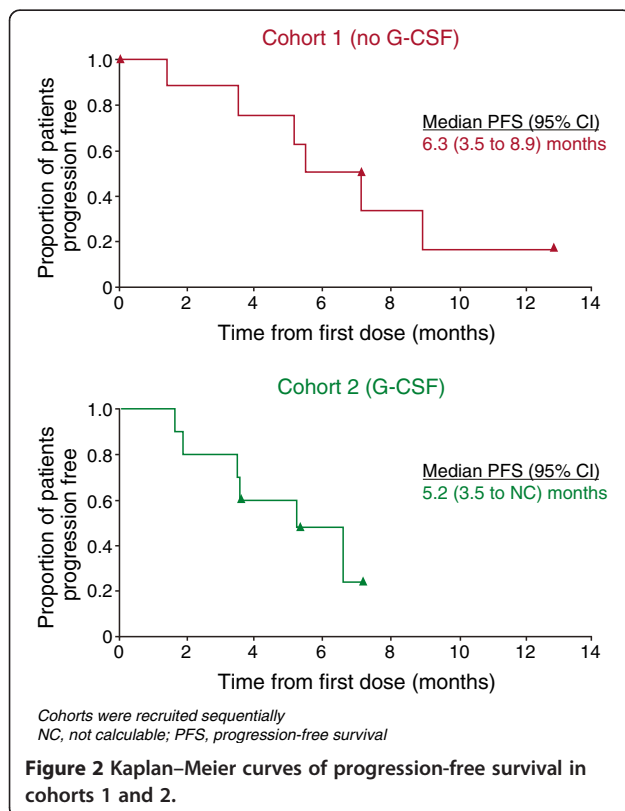 Cohort 1 (no G-CSF)
Proportion of patients
progression free
1.0
0.8
0.6
0.4
0.2
0
Median PFS (95% CI)
6.3 (3.5 to 8.9) months
0 2 4 6 8 10 12 14
Time from first dose (months)
Cohort 2 (G-CSF)
Proportion of patients
progression free
1.0
0.8
0.6
0.4
0.2
0
Median PFS (95% CI)
5.2 (3.5 to NC) months
0 2 4 6 8 10 12 14
Time from first dose (months)
Cohorts were recruited sequentially
NC, not calculable; PFS, progression-free survival
Figure 2 Kaplan–Meier curves of progression-free survival in
cohorts 1 and 2.